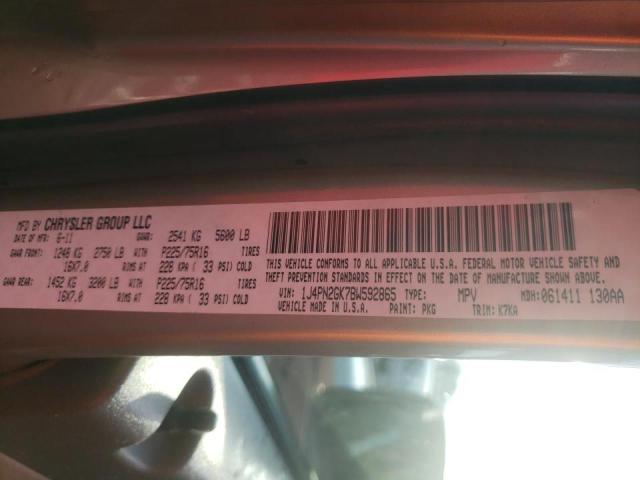 MFD BY CHRYSLER GROUP LLC
DATE OF MFR: 6-11 GVWR: 2541 KG 5600 LB
GAWR FRONT: 1248 KG 2750 LB WITH P225/75R16 TIRES
16X7.0 RIMS AT 228 KPA ( 33 PSI) COLD
GAWR REAR: 1452 KG 3200 LB WITH P225/75R16 TIRES
16X7.0 RIMS AT 228 KPA ( 33 PSI) COLD
THIS VEHICLE CONFORMS TO ALL APPLICABLE U.S.A. FEDERAL MOTOR VEHICLE SAFETY AND
THEFT PREVENTION STANDARDS IN EFFECT ON THE DATE OF MANUFACTURE SHOWN ABOVE.
VIN: 1J4PN2GK7BW592865 TYPE: MPV MDH: 061411 130AA
VEHICLE MADE IN U.S.A. PAINT: PKG TRIM: K7KA